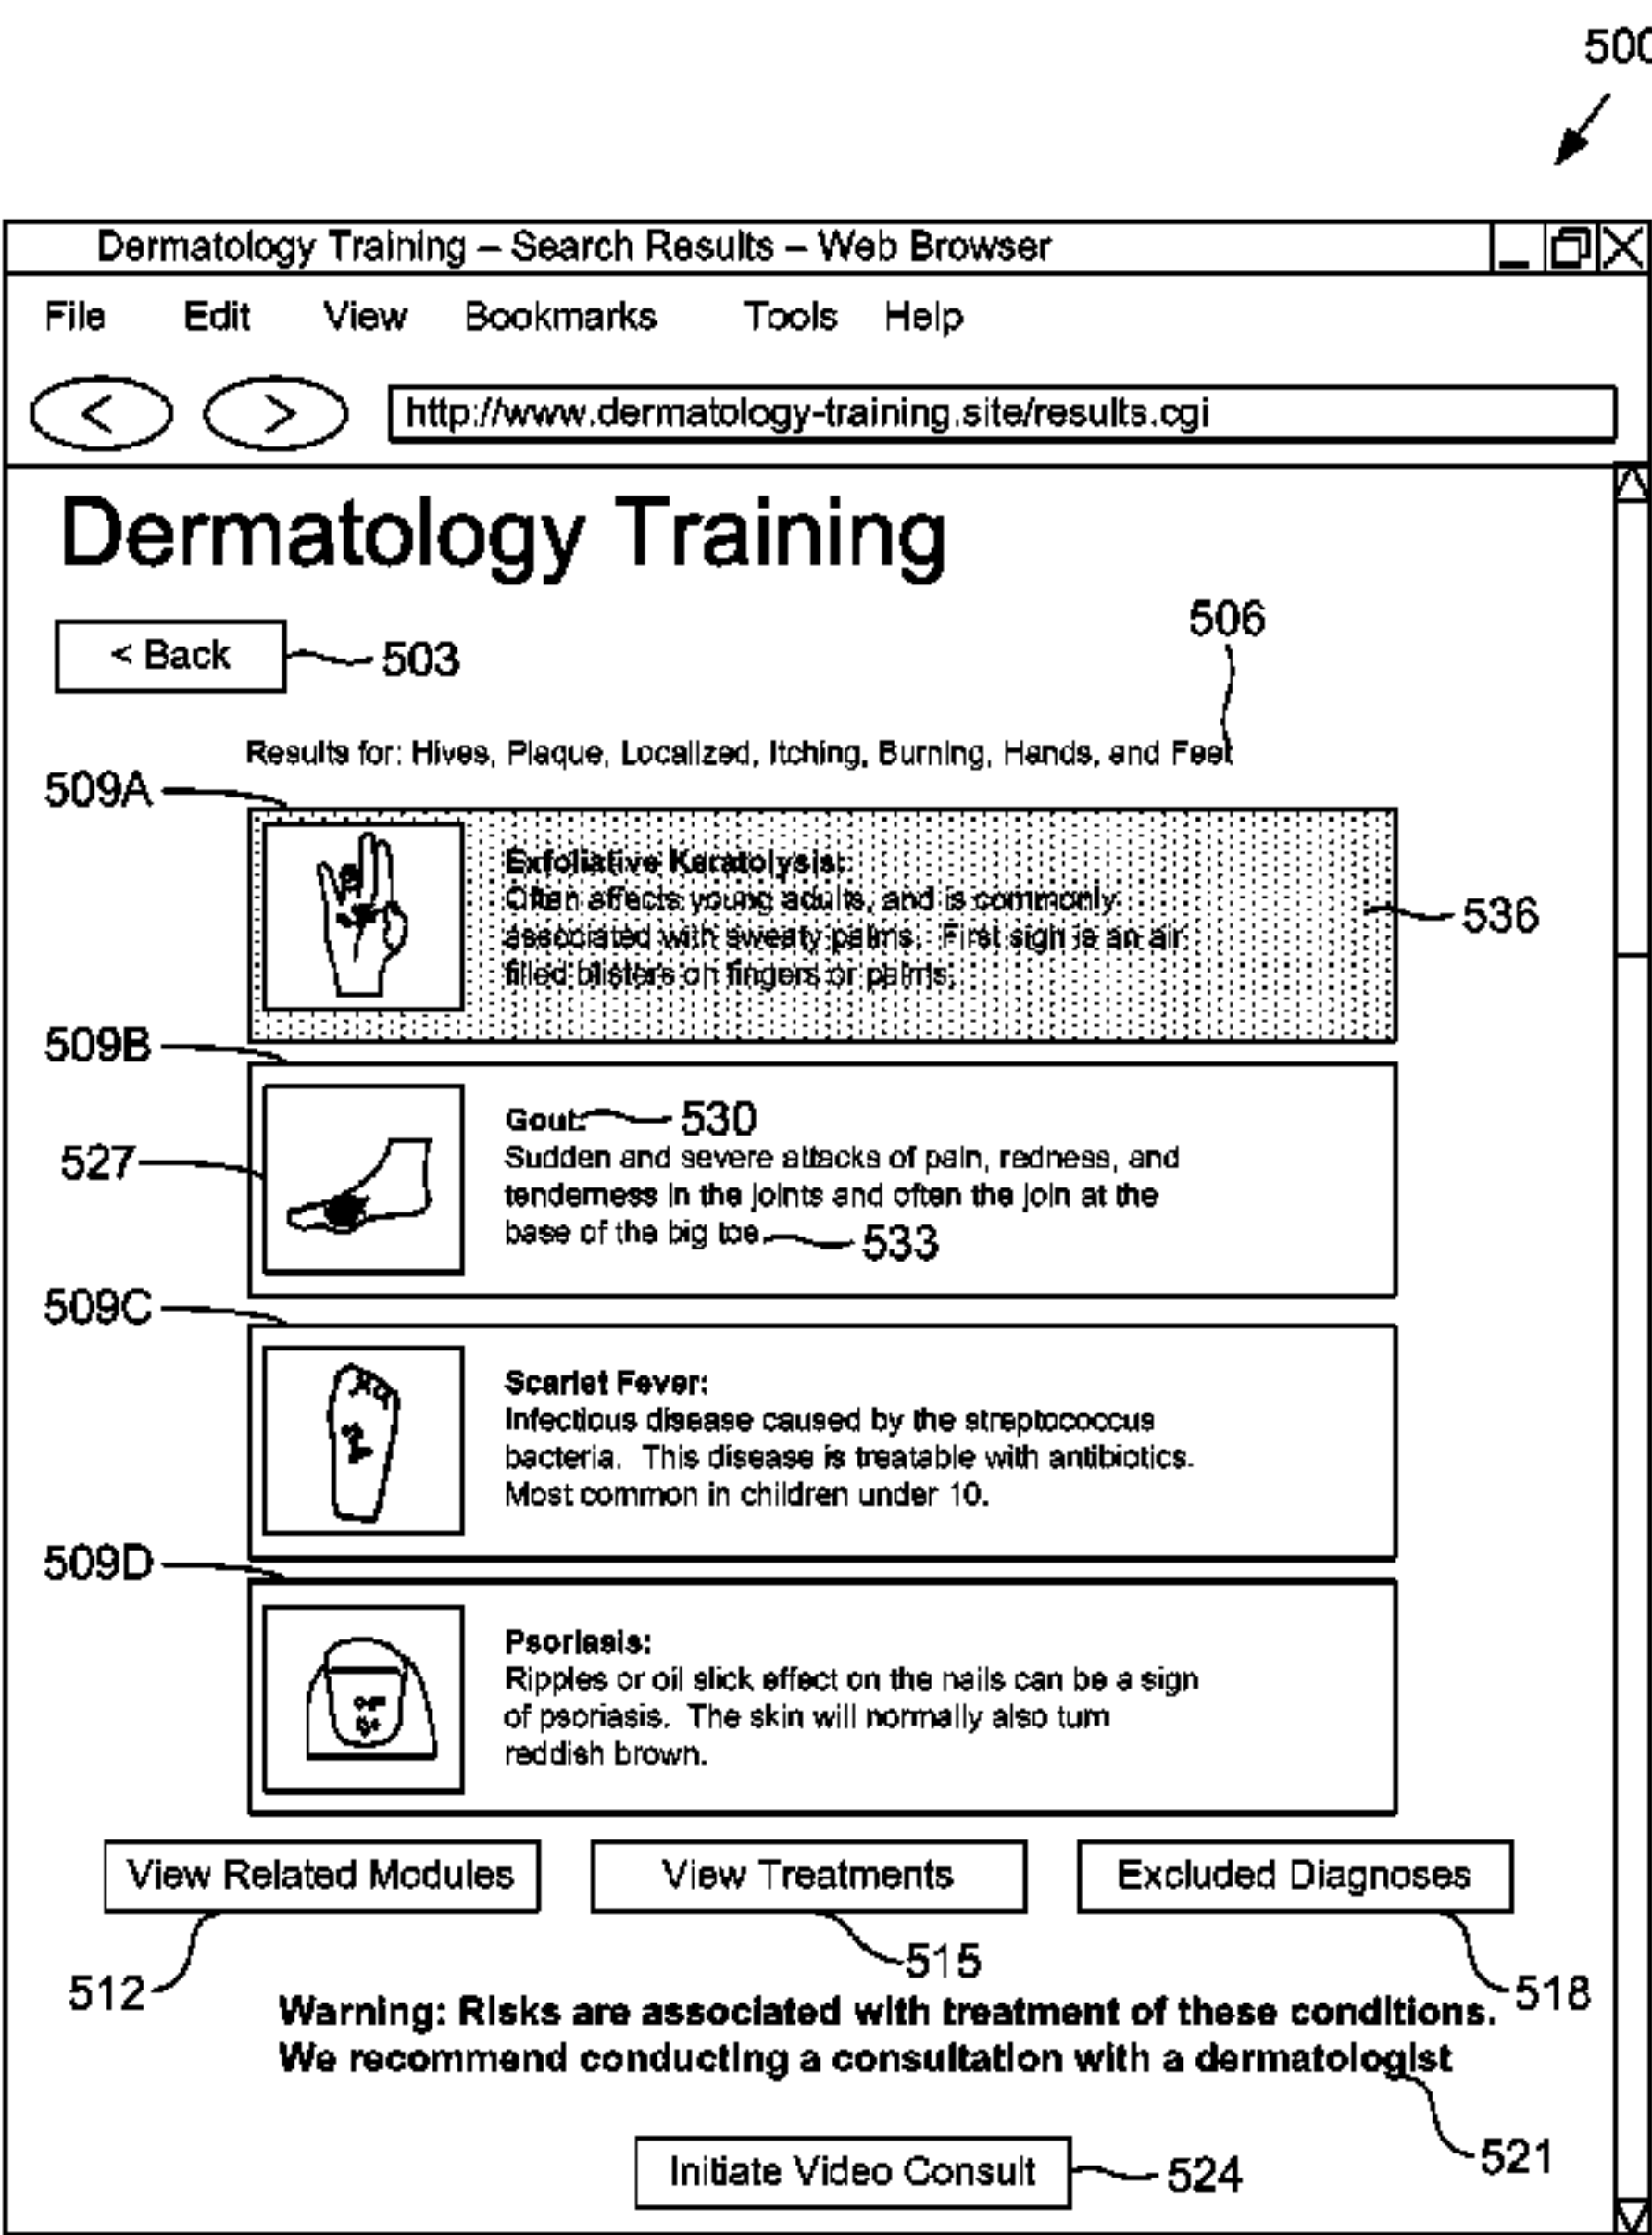 500
Dermatology Training – Search Results – Web Browser
File Edit View Bookmarks Tools Help
< > http://www.dermatology-training.site/results.cgi
Dermatology Training
506
< Back 503
Results for: Hives, Plaque, Localized, Itching, Burning, Hands, and Feet
509A
Exfoliative Keratolysis:
Often affects young adults, and is commonly
associated with sweaty palms. First sign is an air
filled blisters on fingers or palms.
536
509B
Gout: 530
527
Sudden and severe attacks of pain, redness, and
tenderness in the joints and often the join at the
base of the big toe. 533
509C
Scarlet Fever:
Infectious disease caused by the streptococcus
bacteria. This disease is treatable with antibiotics.
Most common in children under 10.
509D
Psoriasis:
Ripples or oil slick effect on the nails can be a sign
of psoriasis. The skin will normally also turn
reddish brown.
View Related Modules View Treatments Excluded Diagnoses
512 515 518
Warning: Risks are associated with treatment of these conditions.
We recommend conducting a consultation with a dermatologist
521
Initiate Video Consult 524